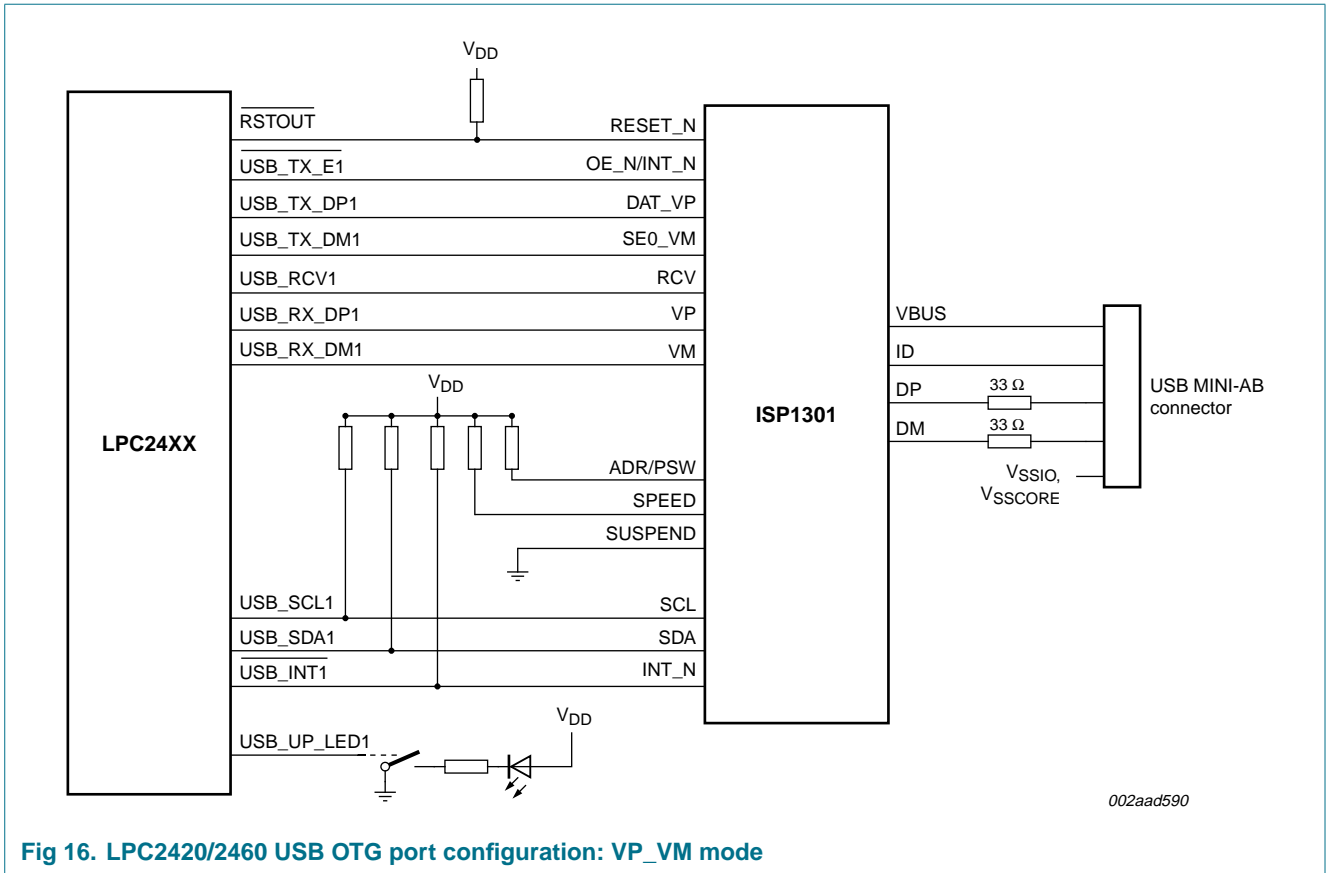 VDD
RSTOUT RESET_N
USB_TX_E1 OE_N/INT_N
USB_TX_DP1 DAT_VP
USB_TX_DM1 SE0_VM
USB_RCV1 RCV
USB_RX_DP1 VP
USB_RX_DM1 VM
VBUS
ID
DP 33 Ω
DM 33 Ω
USB MINI-AB
connector
VSSIO,
VSSCORE
LPC24XX
ISP1301
VDD
ADR/PSW
SPEED
SUSPEND
USB_SCL1 SCL
USB_SDA1 SDA
USB_INT1 INT_N
USB_UP_LED1
VDD
002aad590
Fig 16. LPC2420/2460 USB OTG port configuration: VP_VM mode